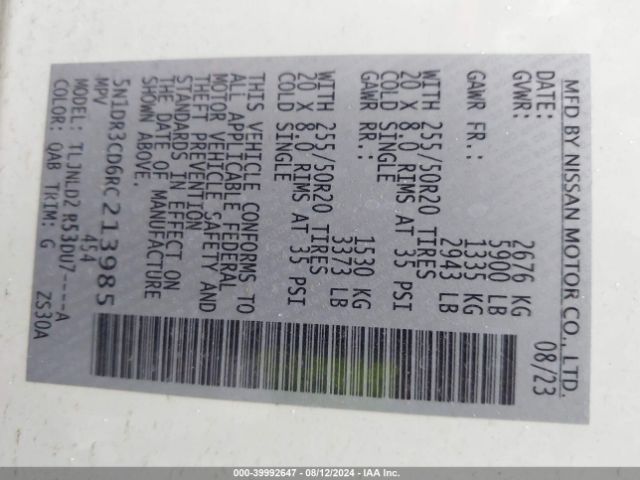 MFD BY NISSAN MOTOR CO., LTD.
DATE: 08/23
GVWR: 2676 KG
5900 LB
GAWR FR.: 1335 KG
2943 LB
WITH 255/50R20 TIRES
20 X 8.0 RIMS AT 35 PSI
COLD SINGLE
GAWR RR.: 1530 KG
3373 LB
WITH 255/50R20 TIRES
20 X 8.0 RIMS AT 35 PSI
COLD SINGLE
THIS VEHICLE CONFORMS TO
ALL APPLICABLE FEDERAL
MOTOR VEHICLE SAFETY AND
THEFT PREVENTION
STANDARDS IN EFFECT ON
THE DATE OF MANUFACTURE
SHOWN ABOVE.
5N1DR3CD6RC213985
MPV 454
MODEL: TLJNLD2 R53DU7----A
COLOR: QAB TRIM: G ZS30A
000-39992647 - 08/12/2024 - IAA Inc.